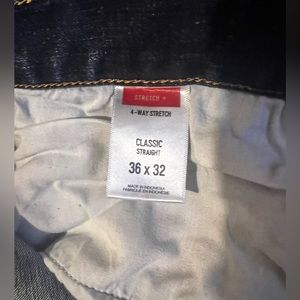 STRETCH +
4-WAY STRETCH
CLASSIC
STRAIGHT
36 x 32
MADE IN INDONESIA
FABRIQUÉ EN INDONÉSIE